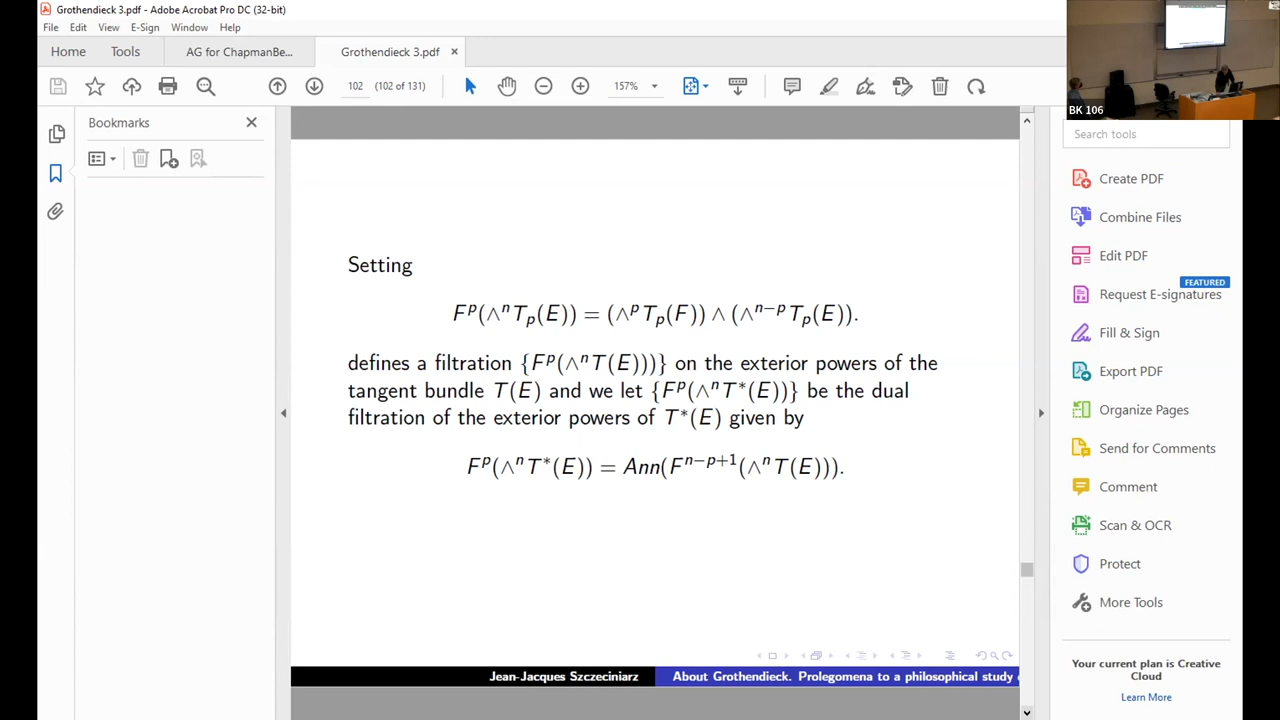 Grothendieck 3.pdf - Adobe Acrobat Pro DC (32-bit)
File Edit View E-Sign Window Help
Home Tools AG for ChapmanBe... Grothendieck 3.pdf ×
102 (102 of 131) 157%
BK 106
Bookmarks
Search tools
Create PDF
Combine Files
Edit PDF
FEATURED
Request E-signatures
Fill & Sign
Export PDF
Organize Pages
Send for Comments
Comment
Scan & OCR
Protect
More Tools
Your current plan is Creative
Cloud
Learn More
Setting
F^p(∧^n T_p(E)) = (∧^p T_p(F)) ∧ (∧^{n−p} T_p(E)).
defines a filtration {F^p(∧^n T(E)))} on the exterior powers of the
tangent bundle T(E) and we let {F^p(∧^n T*(E))} be the dual
filtration of the exterior powers of T*(E) given by
F^p(∧^n T*(E)) = Ann(F^{n−p+1}(∧^n T(E))).
Jean-Jacques Szczeciniarz About Grothendieck. Prolegomena to a philosophical study